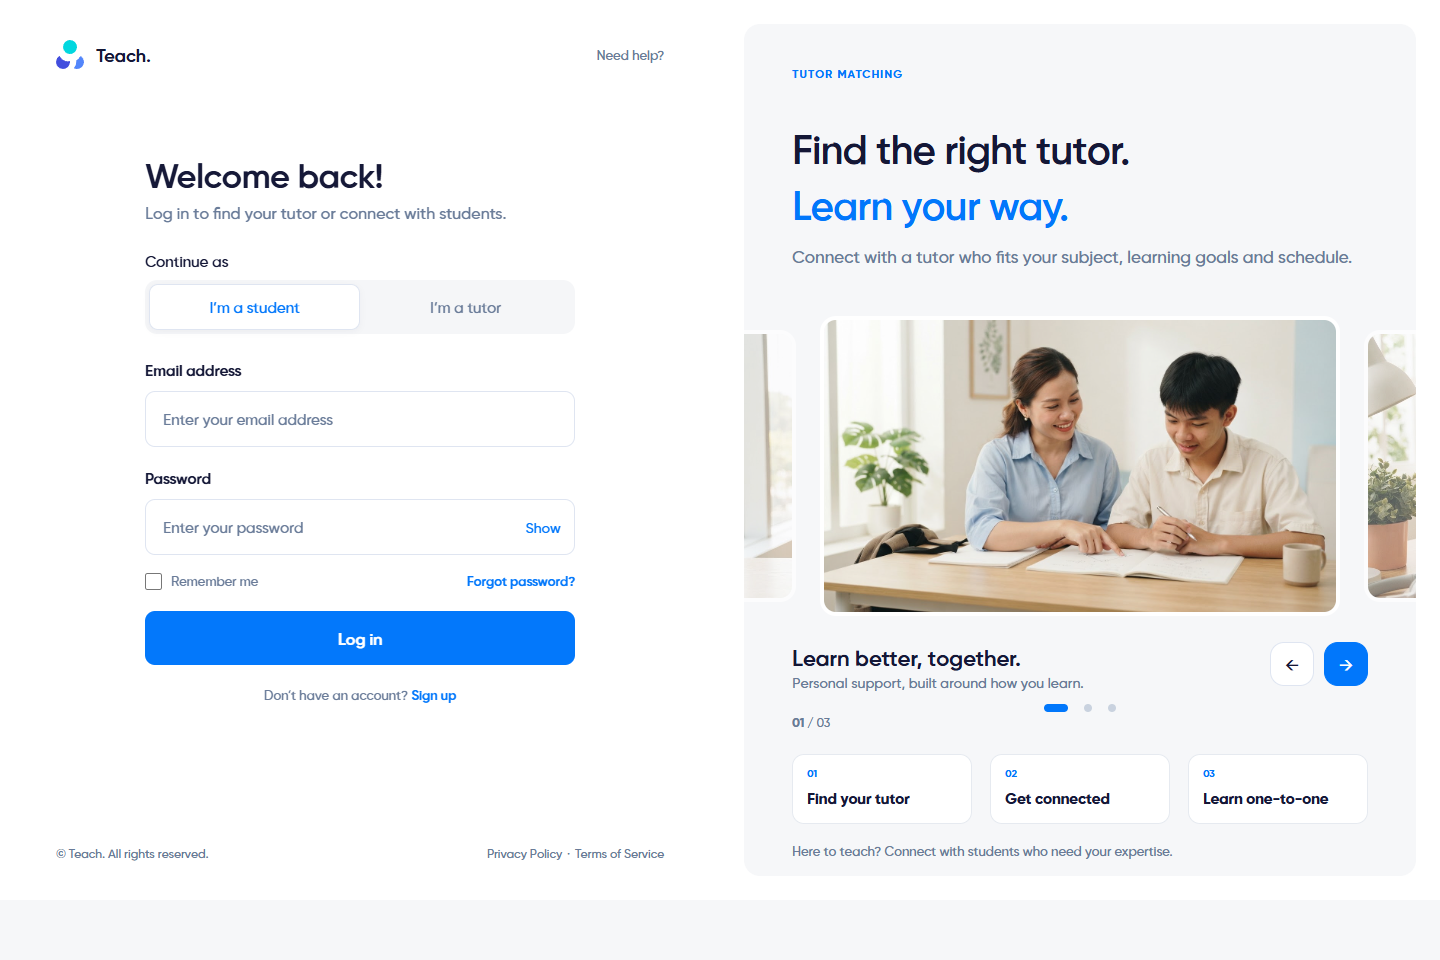 Teach.
Need help?
Welcome back!
Log in to find your tutor or connect with students.
Continue as
I'm a student
I'm a tutor
Email address
Enter your email address
Password
Enter your password
Show
Remember me
Forgot password?
Log in
Don't have an account? Sign up
© Teach. All rights reserved.
Privacy Policy · Terms of Service
TUTOR MATCHING
Find the right tutor.
Learn your way.
Connect with a tutor who fits your subject, learning goals and schedule.
Learn better, together.
Personal support, built around how you learn.
01 / 03
01
Find your tutor
02
Get connected
03
Learn one-to-one
Here to teach? Connect with students who need your expertise.